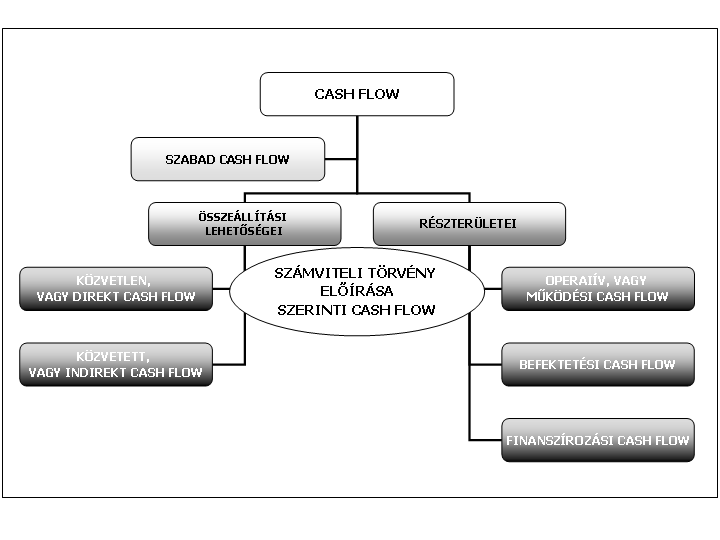 CASH FLOW
SZABAD CASH FLOW
ÖSSZEÁLLÍTÁSI
LEHETŐSÉGEI
RÉSZTERÜLETEI
SZÁMVITELI TÖRVÉNY
ELŐÍRÁSA
SZERINTI CASH FLOW
KÖZVETLEN,
VAGY DIREKT CASH FLOW
OPERAIÍV, VAGY
MŰKÖDÉSI CASH FLOW
KÖZVETETT,
VAGY INDIREKT CASH FLOW
BEFEKTETÉSI CASH FLOW
FINANSZÍROZÁSI CASH FLOW